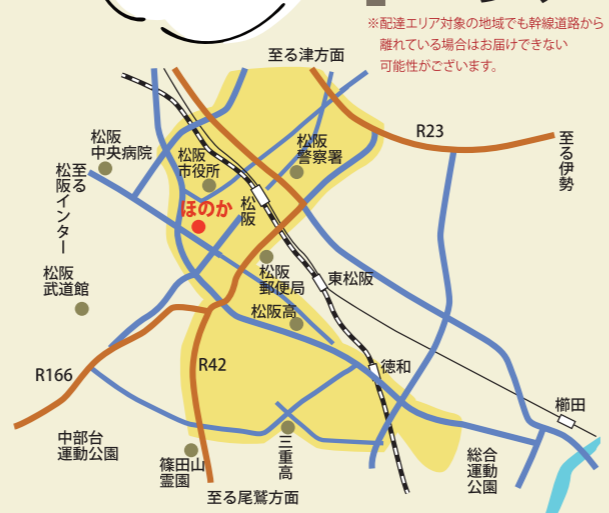 ※配達エリア対象の地域でも幹線道路から
離れている場合はお届けできない
可能性がございます。
至る津方面
R23
至る伊勢
松阪
中央病院
松阪
市役所
松阪
警察署
至る
松阪インター
ほのか
松阪
松阪
武道館
松阪
郵便局
東松阪
松阪高
R166
R42
徳和
櫛田
中部台
運動公園
篠田山
霊園
三重高
総合
運動公園
至る尾鷲方面